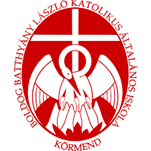 BOLDOG BATTHYÁNY LÁSZLÓ KATOLIKUS ÁLTALÁNOS ISKOLA
KÖRMEND